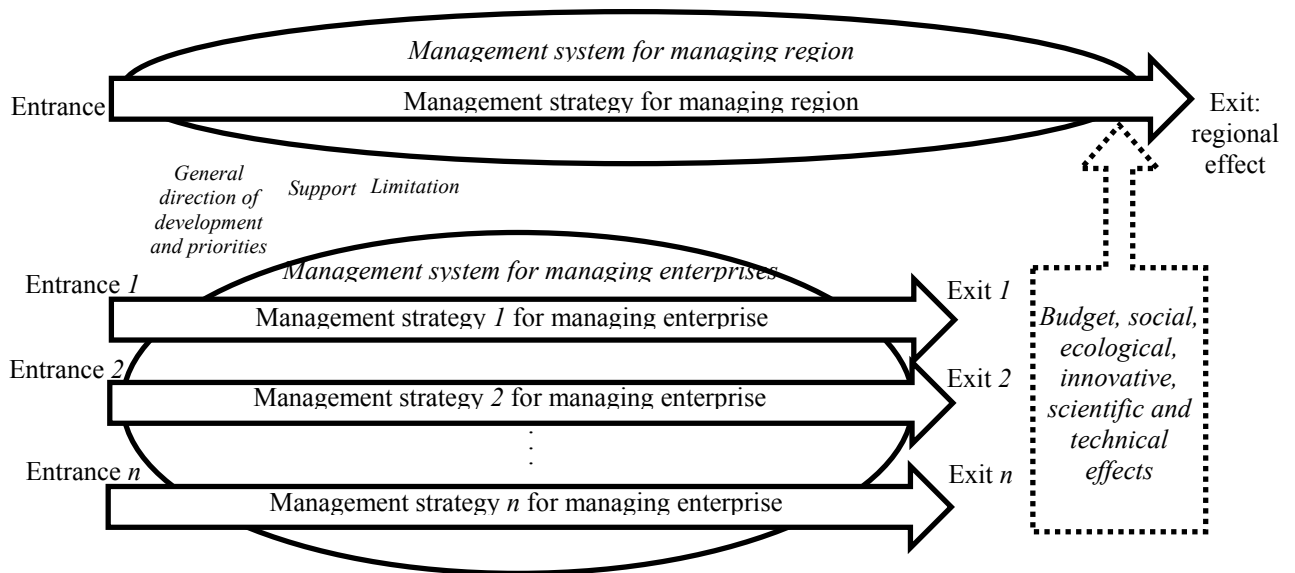 Management system for managing region
Entrance
Management strategy for managing region
Exit:
regional
effect
General
direction of
development
and priorities
Support
Limitation
Management system for managing enterprises
Entrance 1
Management strategy 1 for managing enterprise
Exit 1
Entrance 2
Management strategy 2 for managing enterprise
Exit 2
Entrance n
Management strategy n for managing enterprise
Exit n
Budget, social,
ecological,
innovative,
scientific and
technical
effects